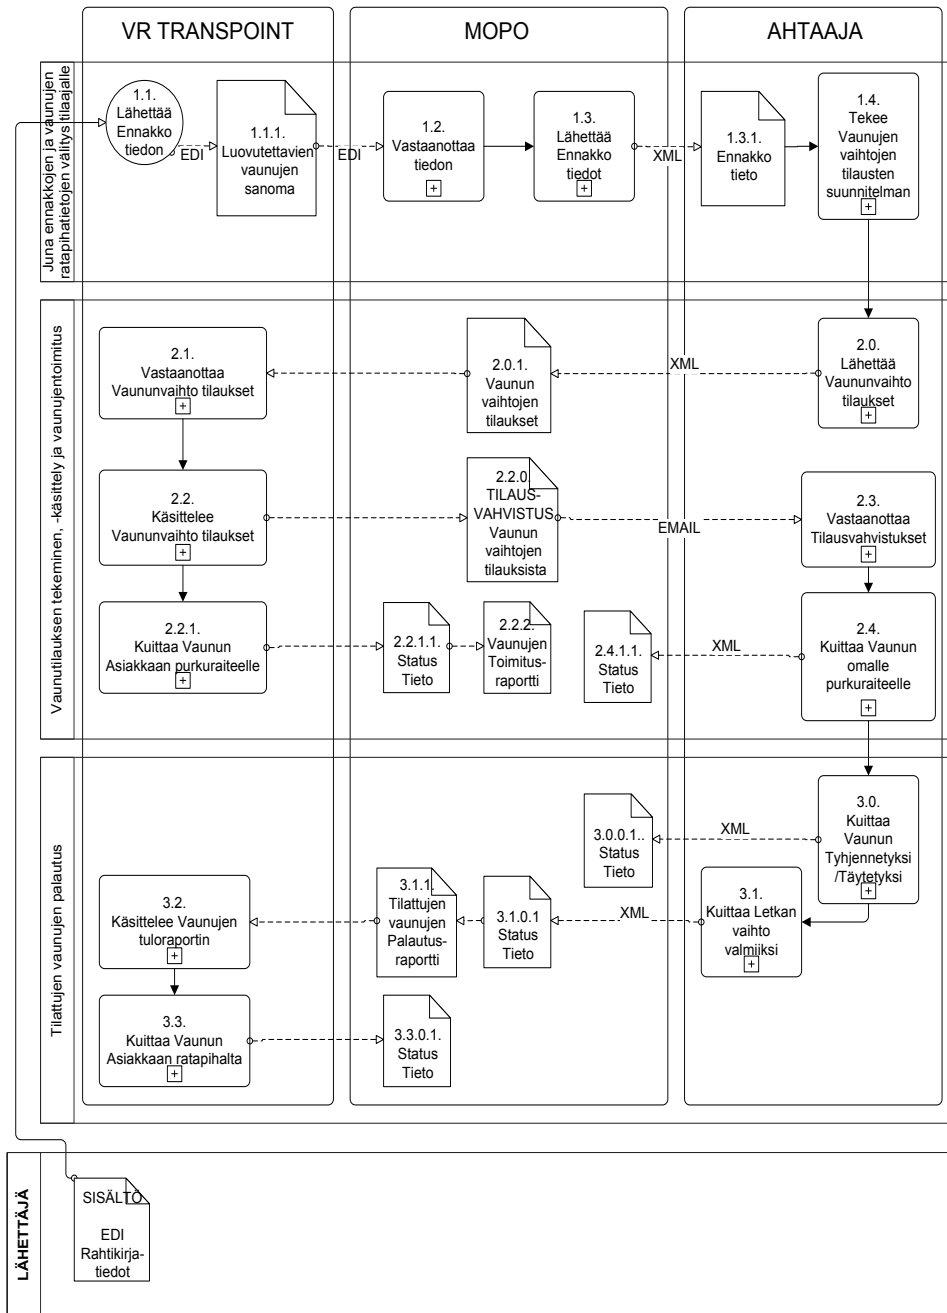 VR TRANSPOINT
MOPO
AHTAAJA
Juna ennakkojen ja vaunujen
ratapihatietojen välitys tilaajalle
1.1.
Lähettää
Ennakko
tiedon
EDI
1.1.1.
Luovutettavien
vaunujen
sanoma
EDI
1.2.
Vastaanottaa
tiedon
+
1.3.
Lähettää
Ennakko
tiedot
+
XML
1.3.1.
Ennakko
tieto
1.4.
Tekee
Vaunujen
vaihtojen
tilausten
suunnitelman
+
Vaunutilauksen tekeminen, -käsittely ja vaunujentoimitus
2.1.
Vastaanottaa
Vaununvaihto tilaukset
+
2.0.1.
Vaunun
vaihtojen
tilaukset
XML
2.0.
Lähettää
Vaununvaihto
tilaukset
+
2.2.
Käsittelee
Vaununvaihto tilaukset
+
2.2.0.
TILAUS-
VAHVISTUS
Vaunun
vaihtojen
tilauksista
EMAIL
2.3.
Vastaanottaa
Tilausvahvistukset
+
2.2.1.
Kuittaa Vaunun
Asiakkaan purkuraiteelle
+
2.2.1.1.
Status
Tieto
2.2.2.
Vaunujen
Toimitus-
raportti
2.4.1.1.
Status
Tieto
XML
2.4.
Kuittaa Vaunun
omalle
purkuraiteelle
+
Tilattujen vaunujen palautus
3.0.0.1..
Status
Tieto
XML
3.0.
Kuittaa
Vaunun
Tyhjennetyksi
/Täytetyksi
+
3.2.
Käsittelee Vaunujen
tuloraportin
+
3.1.1.
Tilattujen
vaunujen
Palautus-
raportti
3.1.0.1
Status
Tieto
XML
3.1.
Kuittaa Letkan
vaihto
valmiiksi
+
3.3.
Kuittaa Vaunun
Asiakkaan ratapihalta
+
3.3.0.1.
Status
Tieto
LÄHETTÄJÄ
SISÄLTÖ
EDI
Rahtikirja-
tiedot